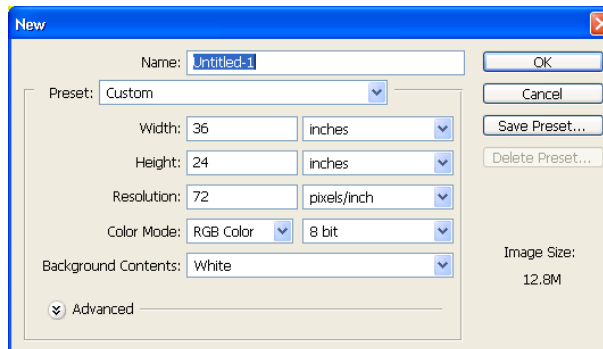 New
Name: Untitled-1
OK
Preset: Custom
Cancel
Width: 36 inches
Save Preset...
Height: 24 inches
Delete Preset...
Resolution: 72 pixels/inch
Color Mode: RGB Color 8 bit
Image Size:
Background Contents: White
12.8M
Advanced